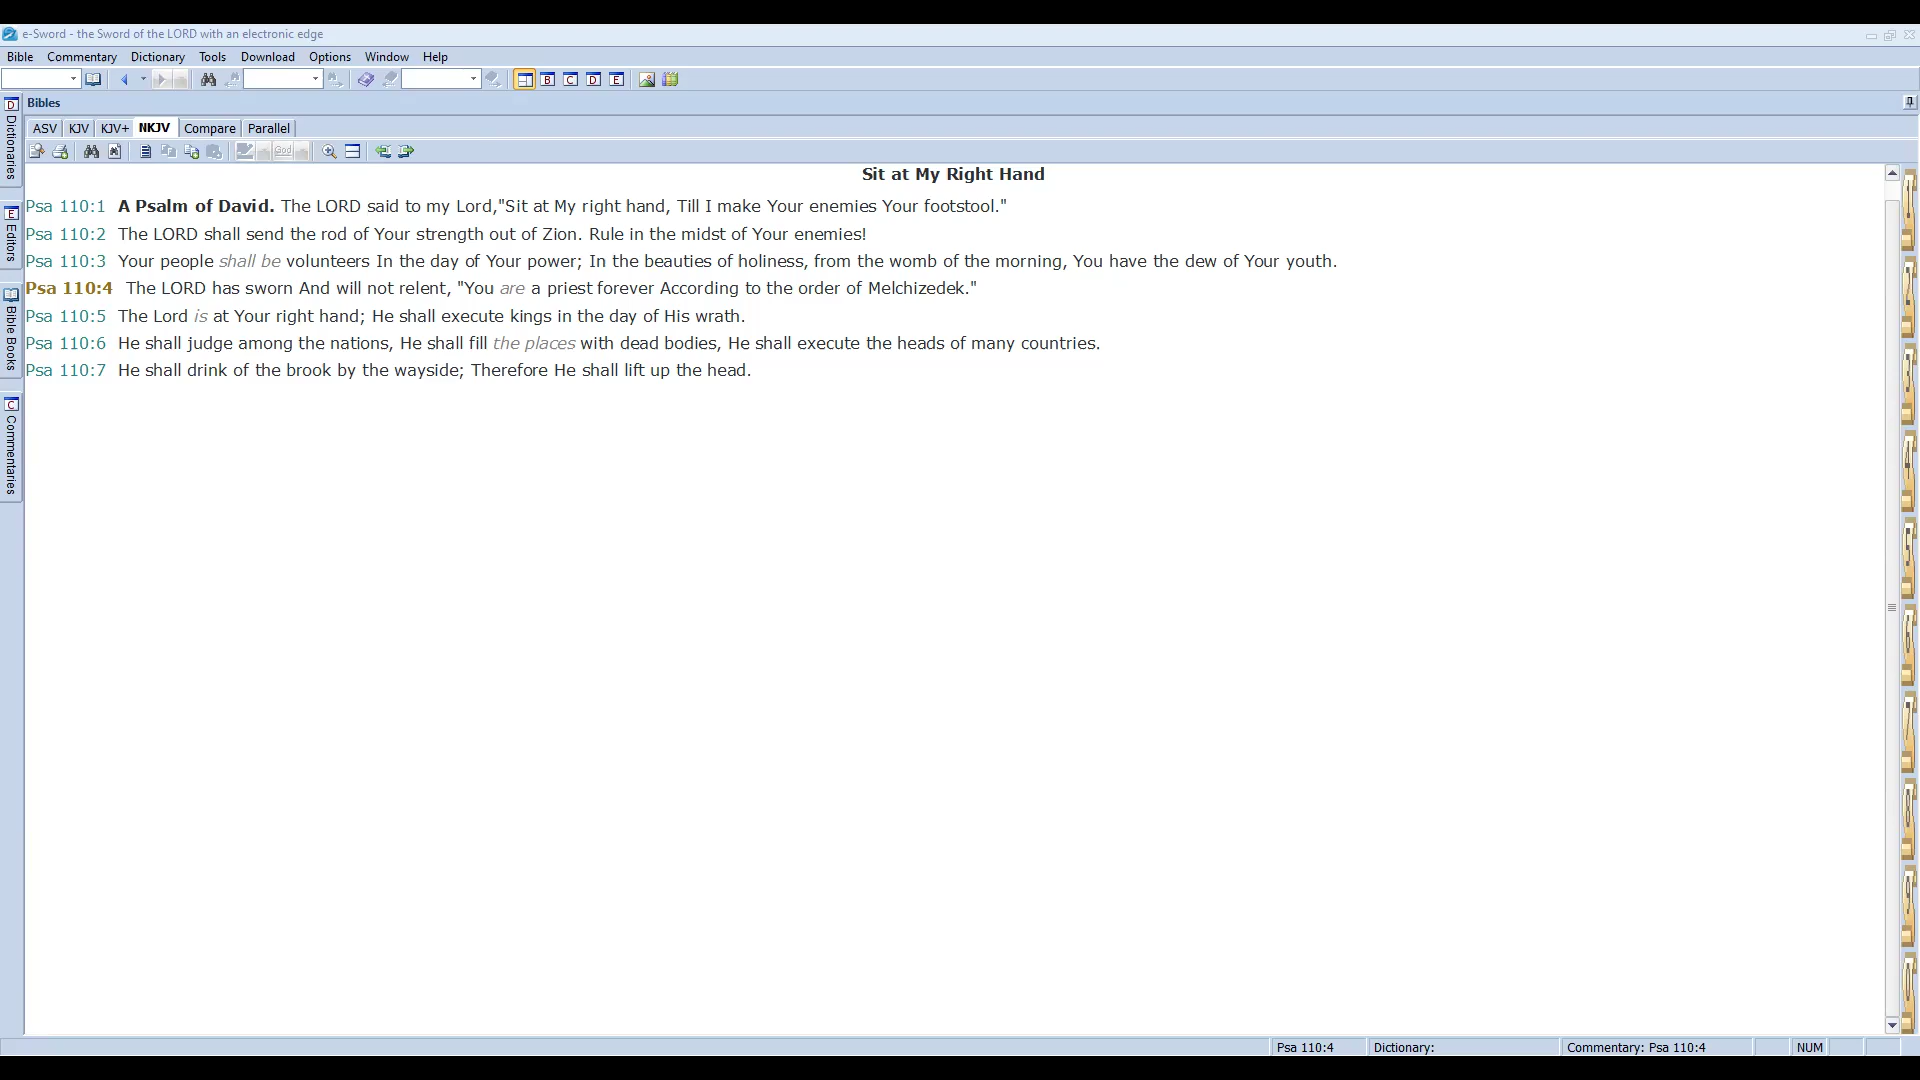 e-Sword - the Sword of the LORD with an electronic edge
Bible Commentary Dictionary Tools Download Options Window Help
B C D E
Bibles
ASV KJV KJV+ NKJV Compare Parallel
God
D Dictionaries
E Editors
Bible Books
C Commentaries
Sit at My Right Hand
Psa 110:1 A Psalm of David. The LORD said to my Lord,"Sit at My right hand, Till I make Your enemies Your footstool."
Psa 110:2 The LORD shall send the rod of Your strength out of Zion. Rule in the midst of Your enemies!
Psa 110:3 Your people shall be volunteers In the day of Your power; In the beauties of holiness, from the womb of the morning, You have the dew of Your youth.
Psa 110:4 The LORD has sworn And will not relent, "You are a priest forever According to the order of Melchizedek."
Psa 110:5 The Lord is at Your right hand; He shall execute kings in the day of His wrath.
Psa 110:6 He shall judge among the nations, He shall fill the places with dead bodies, He shall execute the heads of many countries.
Psa 110:7 He shall drink of the brook by the wayside; Therefore He shall lift up the head.
Psa 110:4 Dictionary: Commentary: Psa 110:4 NUM